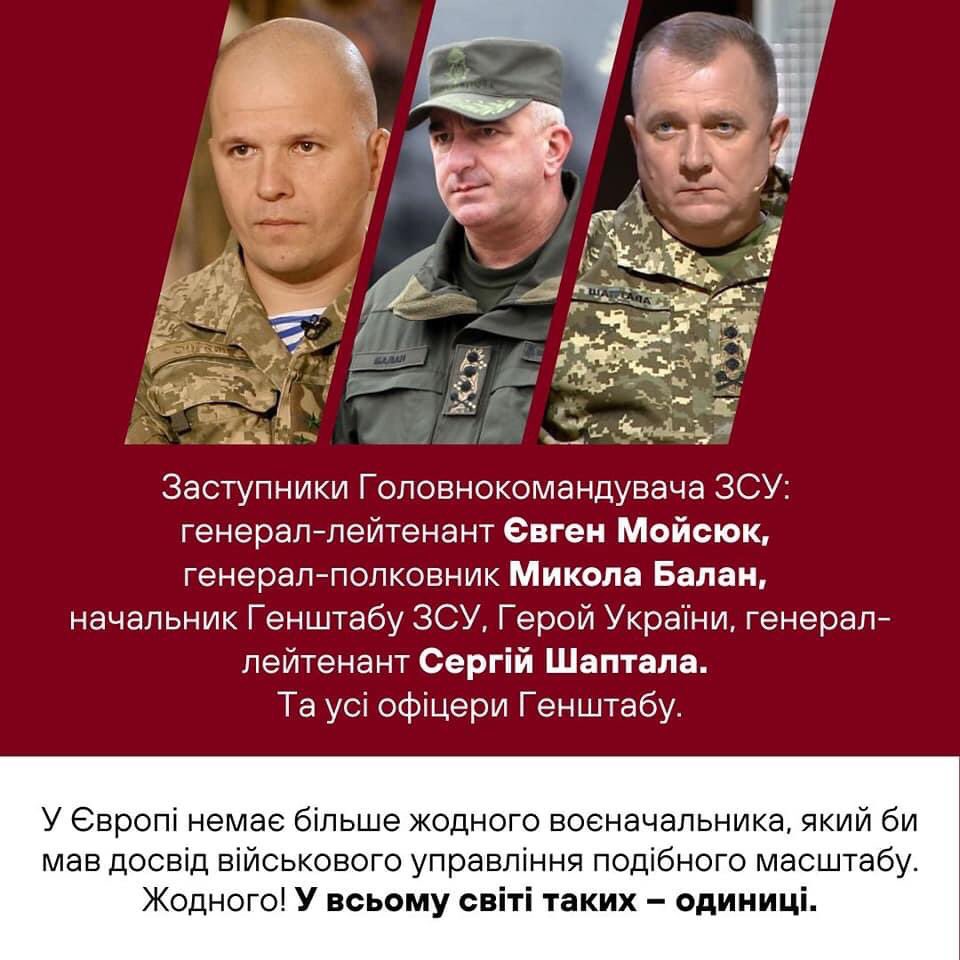 БАЛАН
ШАПТАЛА
Заступники Головнокомандувача ЗСУ:
генерал-лейтенант Євген Мойсюк,
генерал-полковник Микола Балан,
начальник Генштабу ЗСУ, Герой України, генерал-
лейтенант Сергій Шаптала.
Та усі офіцери Генштабу.
У Європі немає більше жодного воєначальника, який би
мав досвід військового управління подібного масштабу.
Жодного! У всьому світі таких – одиниці.